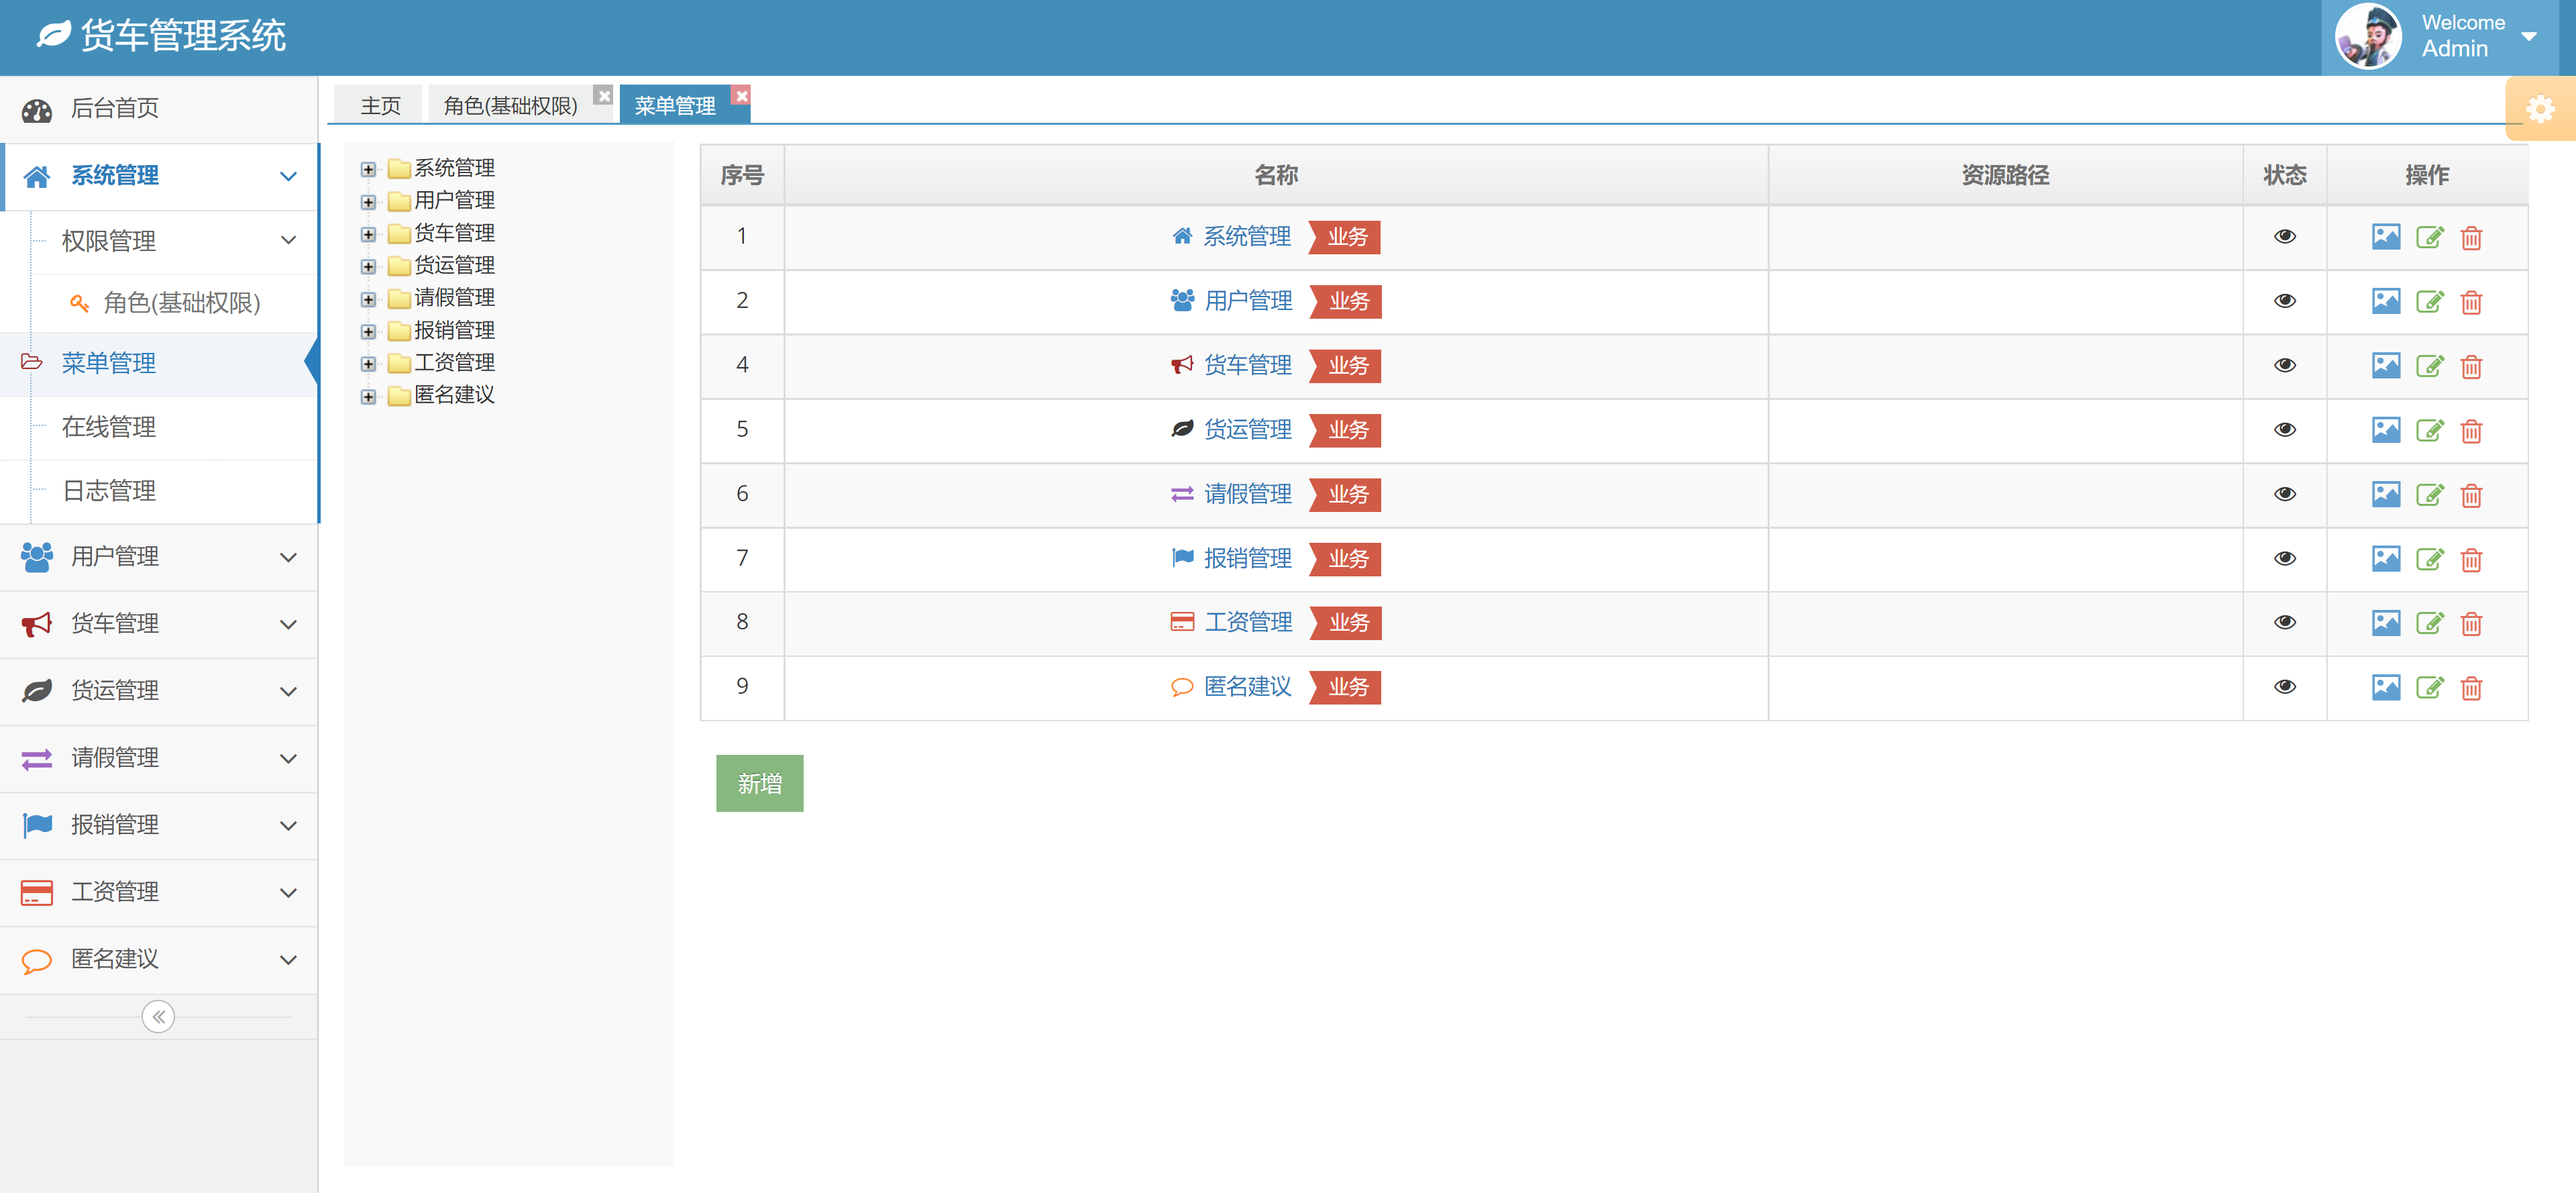 货车管理系统
Welcome
Admin
后台首页
系统管理
权限管理
角色(基础权限)
菜单管理
在线管理
日志管理
用户管理
货车管理
货运管理
请假管理
报销管理
工资管理
匿名建议
主页 角色(基础权限) 菜单管理
系统管理
用户管理
货车管理
货运管理
请假管理
报销管理
工资管理
匿名建议
序号 名称 资源路径 状态 操作
1 系统管理 业务
2 用户管理 业务
4 货车管理 业务
5 货运管理 业务
6 请假管理 业务
7 报销管理 业务
8 工资管理 业务
9 匿名建议 业务
新增